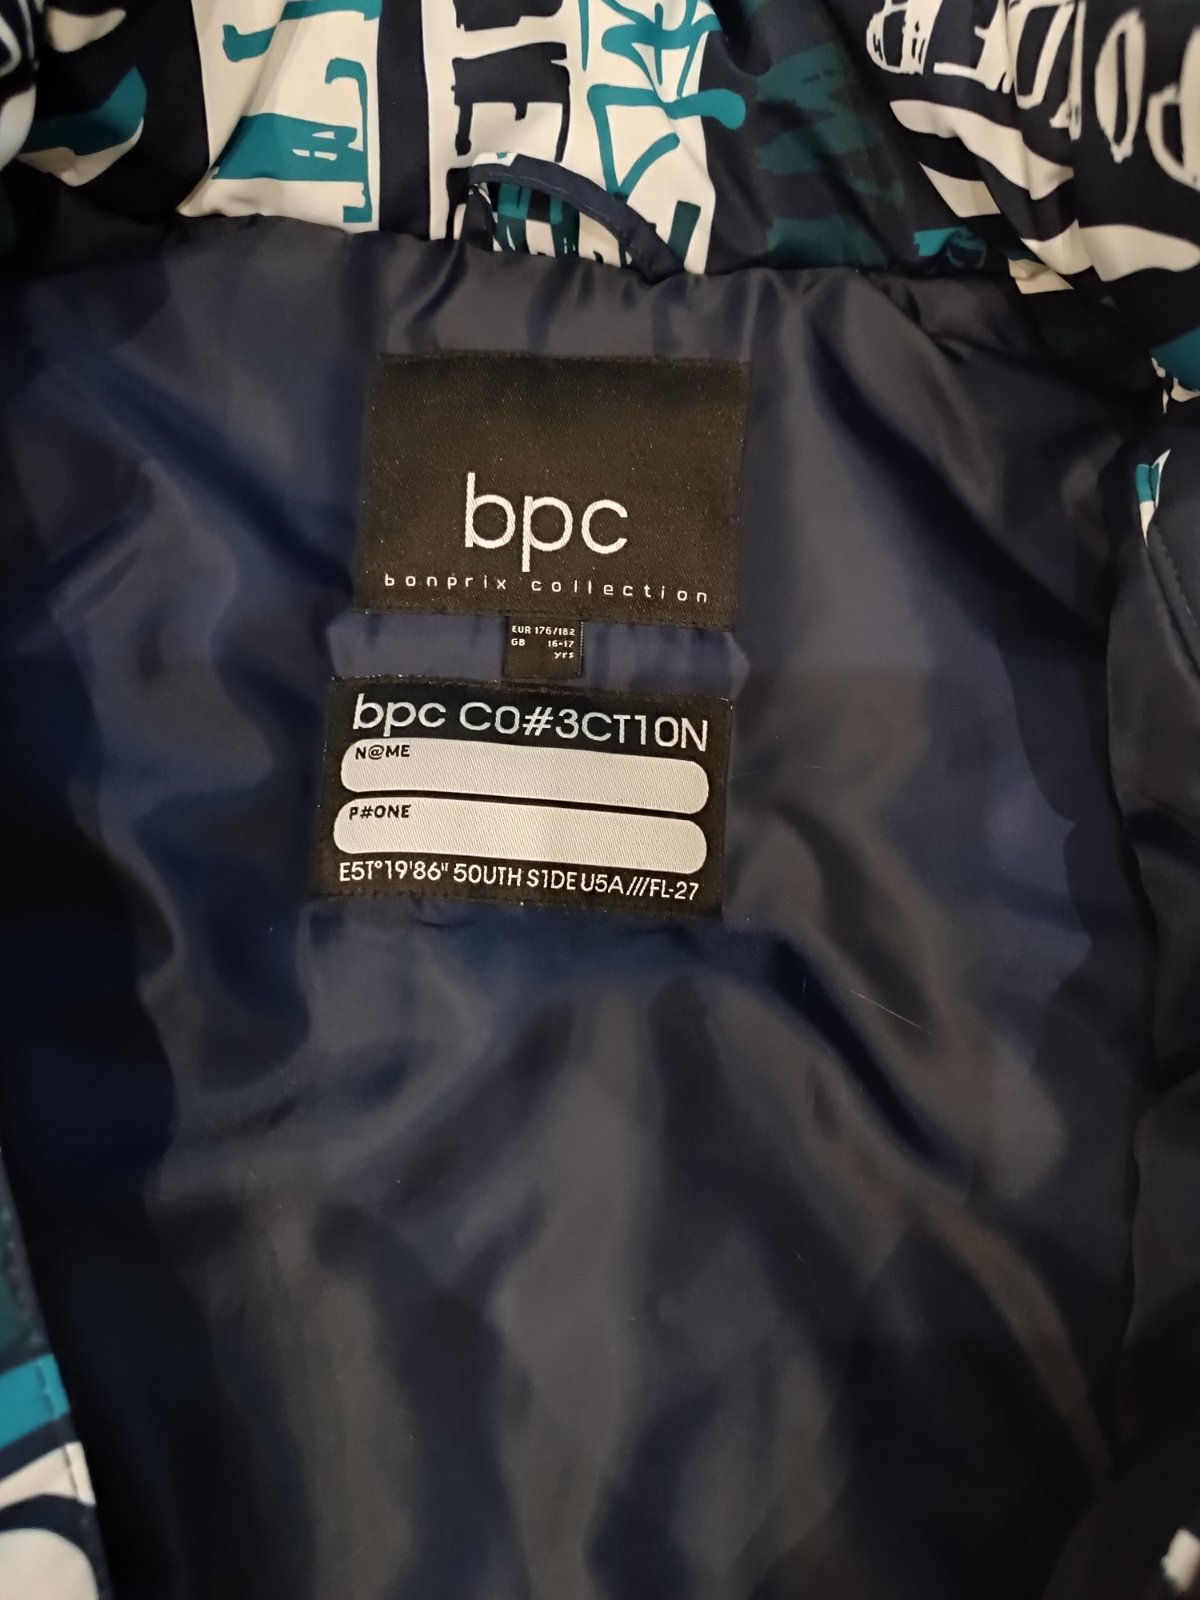 bpc
bonprix collection
EUR 176/182
GB 16-17
yrs
bpc C0#3CT10N
N@ME
P#ONE
E5T°19'86" 50UTH S1DE U5A///FL-27